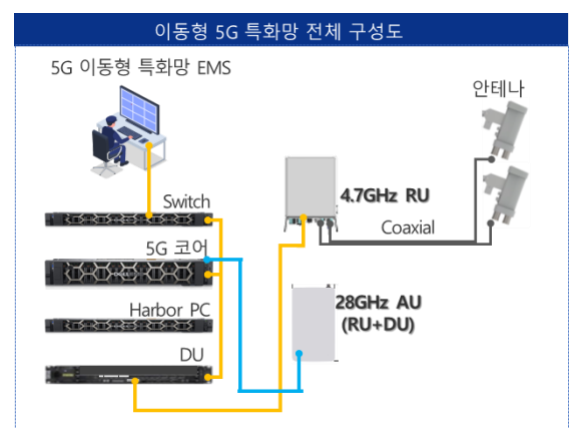 이동형 5G 특화망 전체 구성도
5G 이동형 특화망 EMS
안테나
Switch
4.7GHz RU
Coaxial
5G 코어
28GHz AU
(RU+DU)
Harbor PC
DU